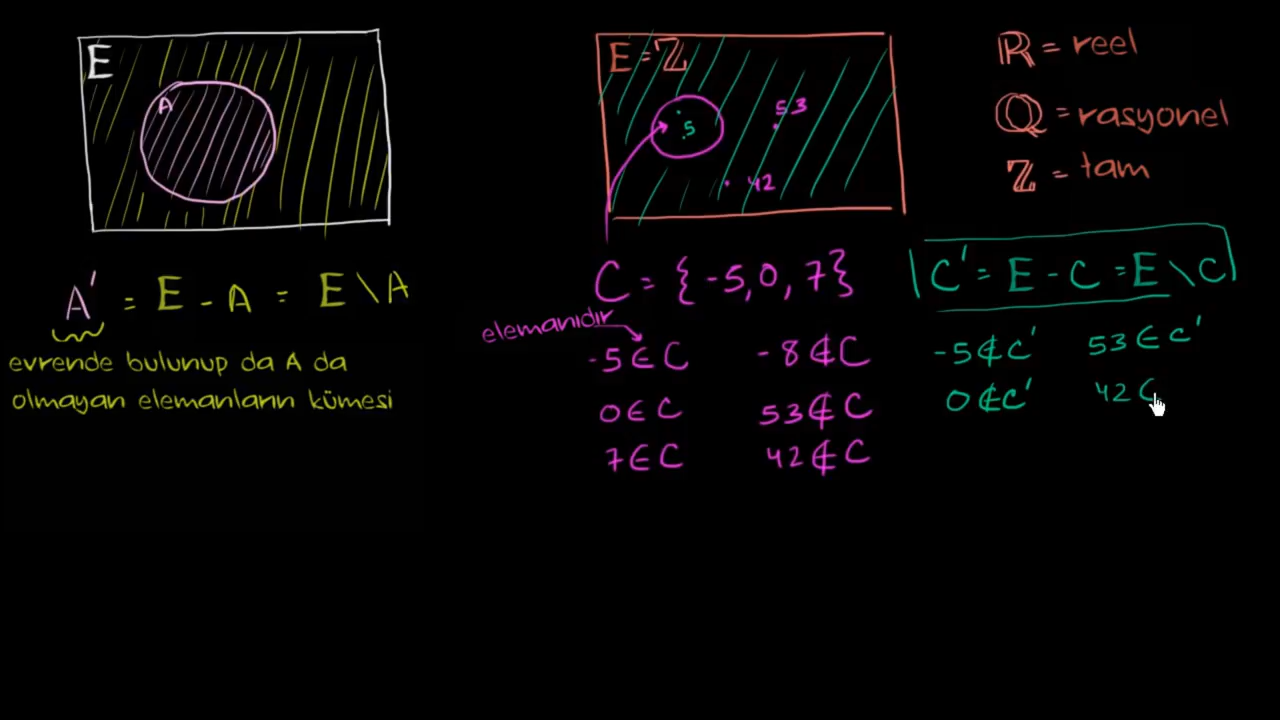 E
A
A' = E - A = E \ A
evrende bulunup da A da
olmayan elemanların kümesi
E = ℤ
5
53
42
C = {-5, 0, 7}
elemanıdır
-5 ∈ C
-8 ∉ C
0 ∈ C
53 ∉ C
7 ∈ C
42 ∉ C
ℝ = reel
ℚ = rasyonel
ℤ = tam
C' = E - C = E \ C
-5 ∉ C'
53 ∈ C'
0 ∉ C'
42 C